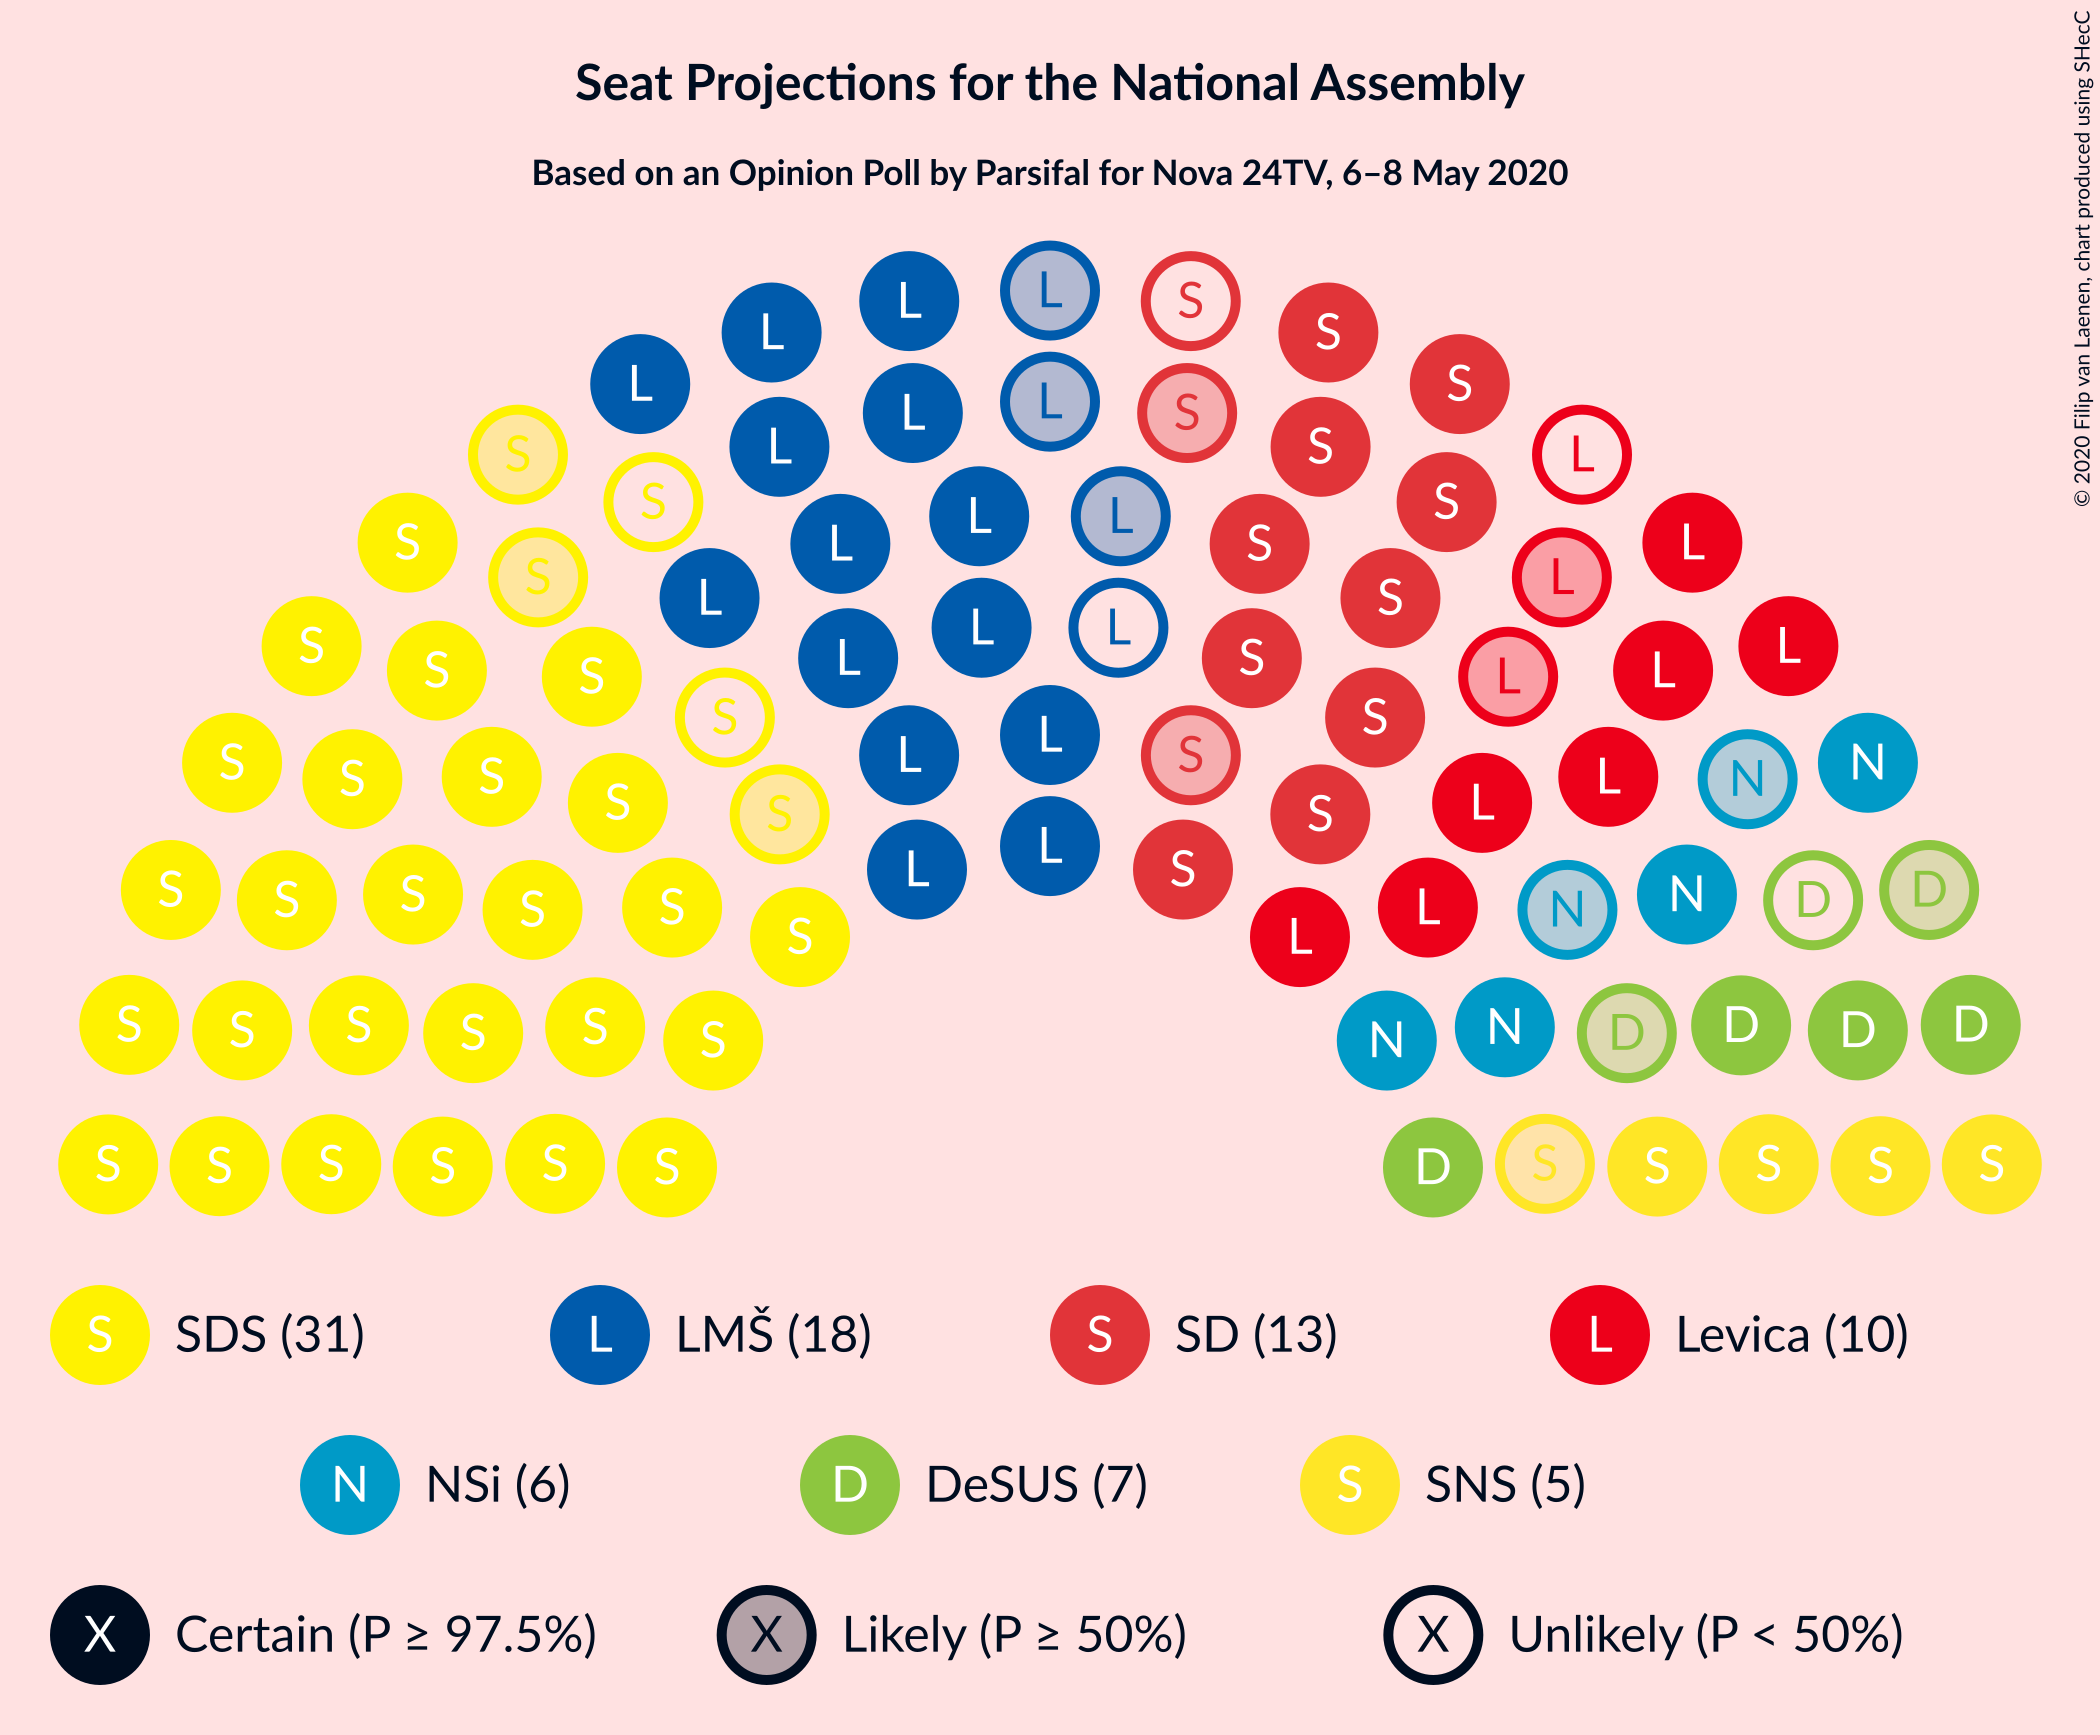 Seat Projections for the National Assembly
Based on an Opinion Poll by Parsifal for Nova 24TV, 6–8 May 2020
© 2020 Filip van Laenen, chart produced using SHecC
L L L L S
L S S
L L L S S
S L
S L L S S
S L L L S L
S L L S
S L L L S L
S S S S L L
S L L S
S S S S S L L N N
L S L L S
S S S S S L S L N N D D
S L
S S S S S S N N D D D D
S S S S S S D S S S S S
S SDS (31) L LMŠ (18) S SD (13) L Levica (10)
N NSi (6) D DeSUS (7) S SNS (5)
X Certain (P ≥ 97.5%) X Likely (P ≥ 50%) X Unlikely (P < 50%)